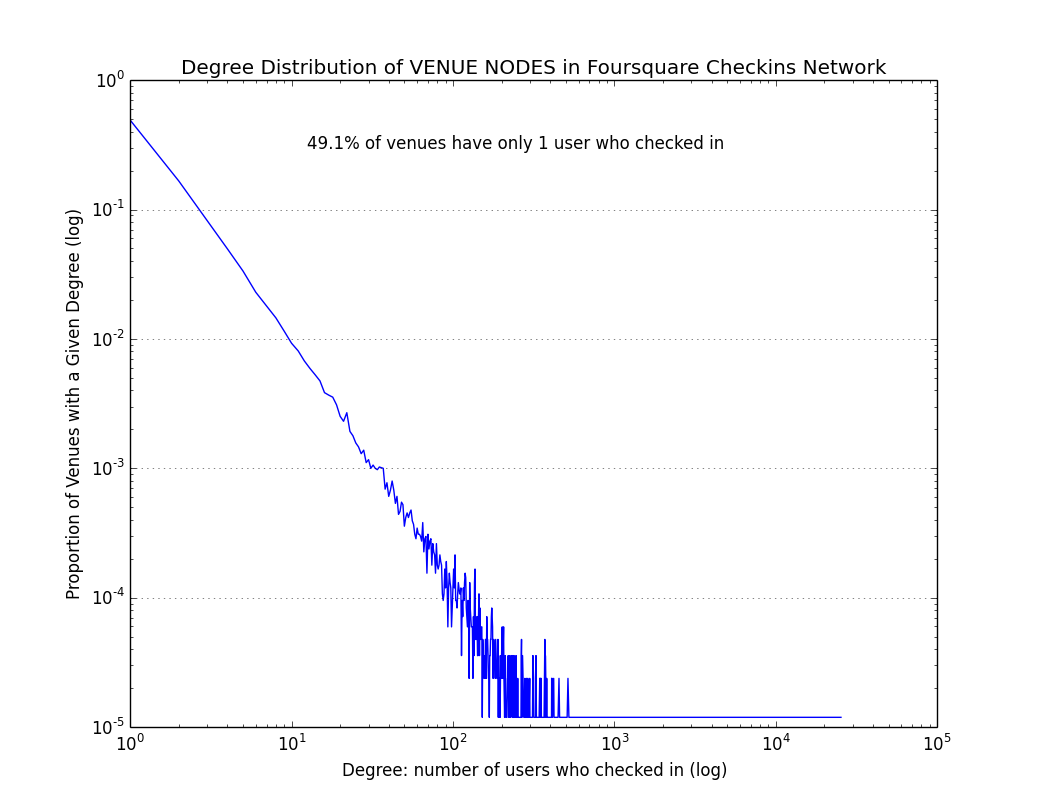 Degree Distribution of VENUE NODES in Foursquare Checkins Network
49.1% of venues have only 1 user who checked in
Proportion of Venues with a Given Degree (log)
10^0
10^-1
10^-2
10^-3
10^-4
10^-5
10^0 10^1 10^2 10^3 10^4 10^5
Degree: number of users who checked in (log)